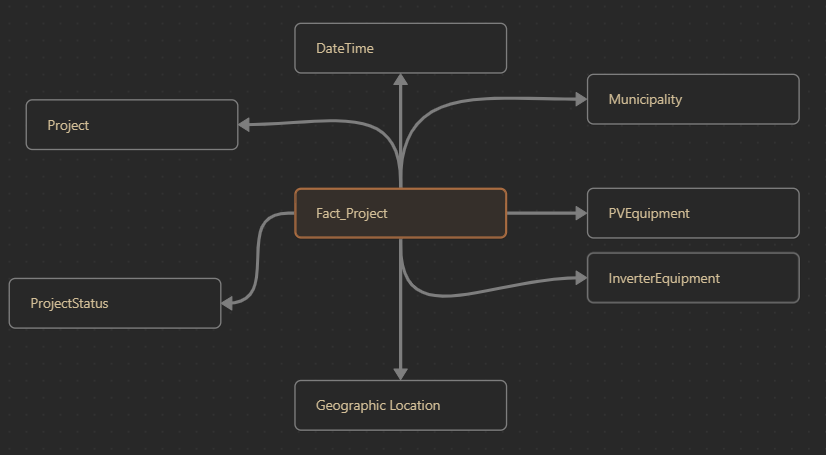 DateTime
Municipality
Project
Fact_Project
PVEquipment
InverterEquipment
ProjectStatus
Geographic Location